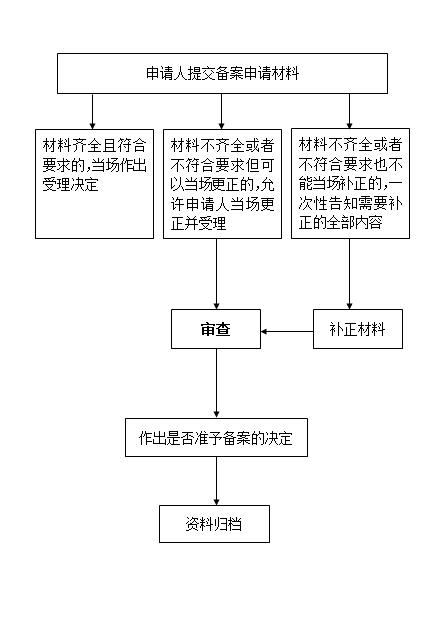 申请人提交备案申请材料
材料齐全且符合
要求的,当场作出
受理决定
材料不齐全或者
不符合要求但可
以当场更正的,允
许申请人当场更
正并受理
材料不齐全或者
不符合要求也不
能当场补正的,一
次性告知需要补
正的全部内容
审查
补正材料
作出是否准予备案的决定
资料归档